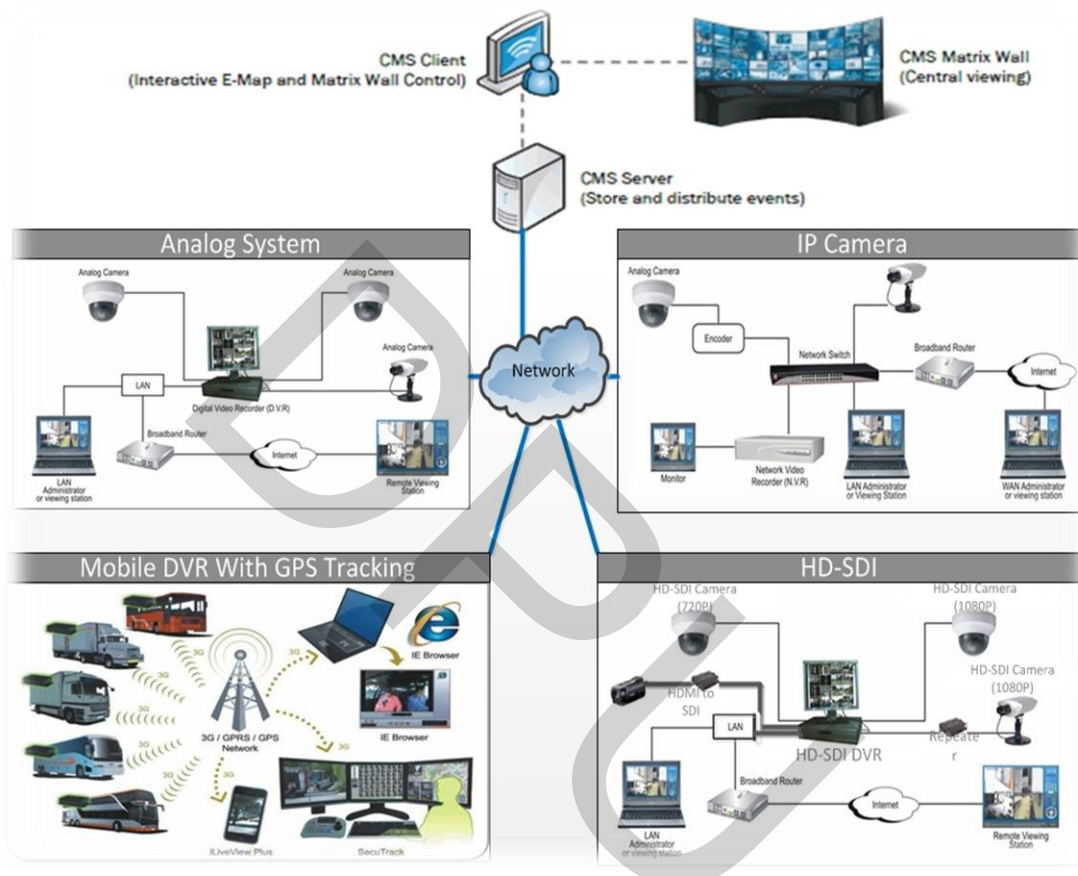 CMS Client
(Interactive E-Map and Matrix Wall Control)
CMS Matrix Wall
(Central viewing)
CMS Server
(Store and distribute events)
Network
Analog System
Analog Camera
Analog Camera
Analog Camera
LAN
Digital Video Recorder (D.V.R)
Broadband Router
Internet
LAN
Administrator
or viewing station
Remote Viewing
Station
IP Camera
Analog Camera
Encoder
Network Switch
Broadband Router
Internet
Monitor
Network Video
Recorder (N.V.R)
LAN Administrator
or Viewing Station
WAN Administrator
or viewing station
Mobile DVR With GPS Tracking
3G
3G
3G
3G
3G
3G
3G
3G
IE Browser
IE Browser
3G / GPRS / GPS
Network
iLiveView Plus
SecuTrack
HD-SDI
HD-SDI Camera
(720P)
HD-SDI Camera
(1080P)
HD-SDI Camera
(1080P)
HDMI to
SDI
LAN
HD-SDI DVR
Repeate
r
Broadband Router
Internet
LAN
Administrator
or viewing station
Remote Viewing
Station